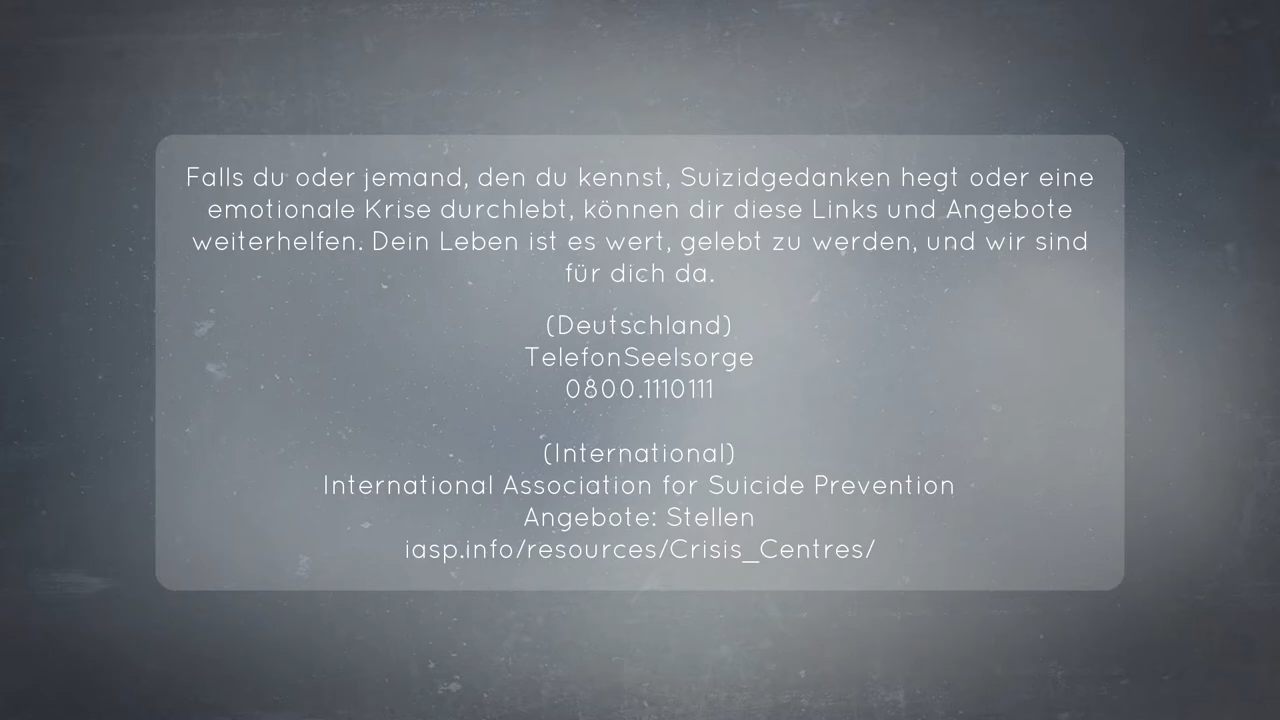 Falls du oder jemand, den du kennst, Suizidgedanken hegt oder eine
emotionale Krise durchlebt, können dir diese Links und Angebote
weiterhelfen. Dein Leben ist es wert, gelebt zu werden, und wir sind
für dich da.
(Deutschland)
TelefonSeelsorge
0800.1110111
(International)
International Association for Suicide Prevention
Angebote: Stellen
iasp.info/resources/Crisis_Centres/